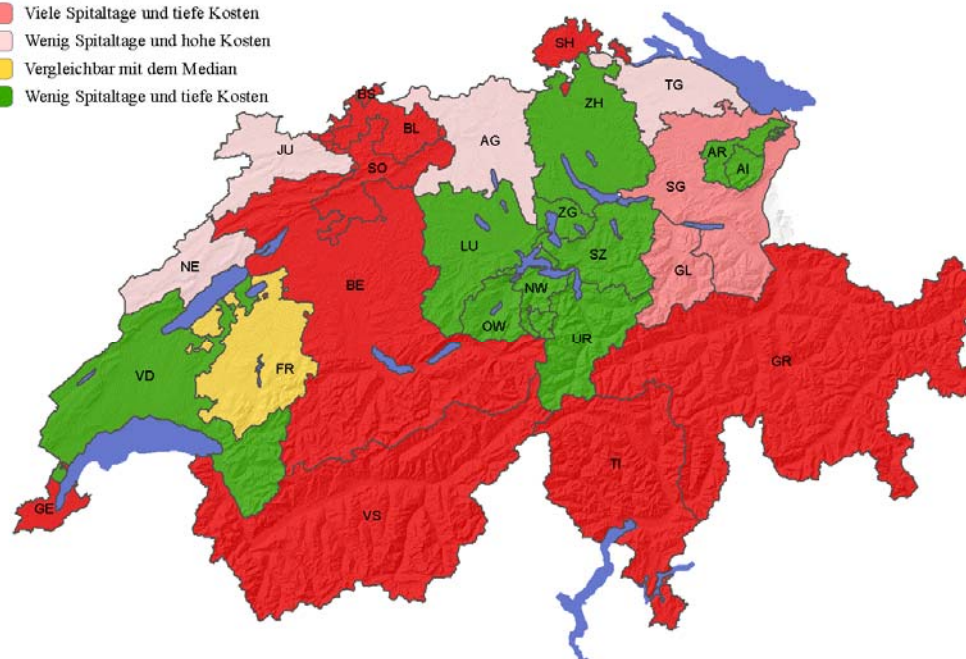 Viele Spitaltage und tiefe Kosten
Wenig Spitaltage und hohe Kosten
Vergleichbar mit dem Median
Wenig Spitaltage und tiefe Kosten
SH
BS
BL
ZH
TG
JU
AG
SO
AR
AI
SG
ZG
LU
SZ
NE
BE
NW
GL
OW
UR
GR
VD
FR
TI
GE
VS